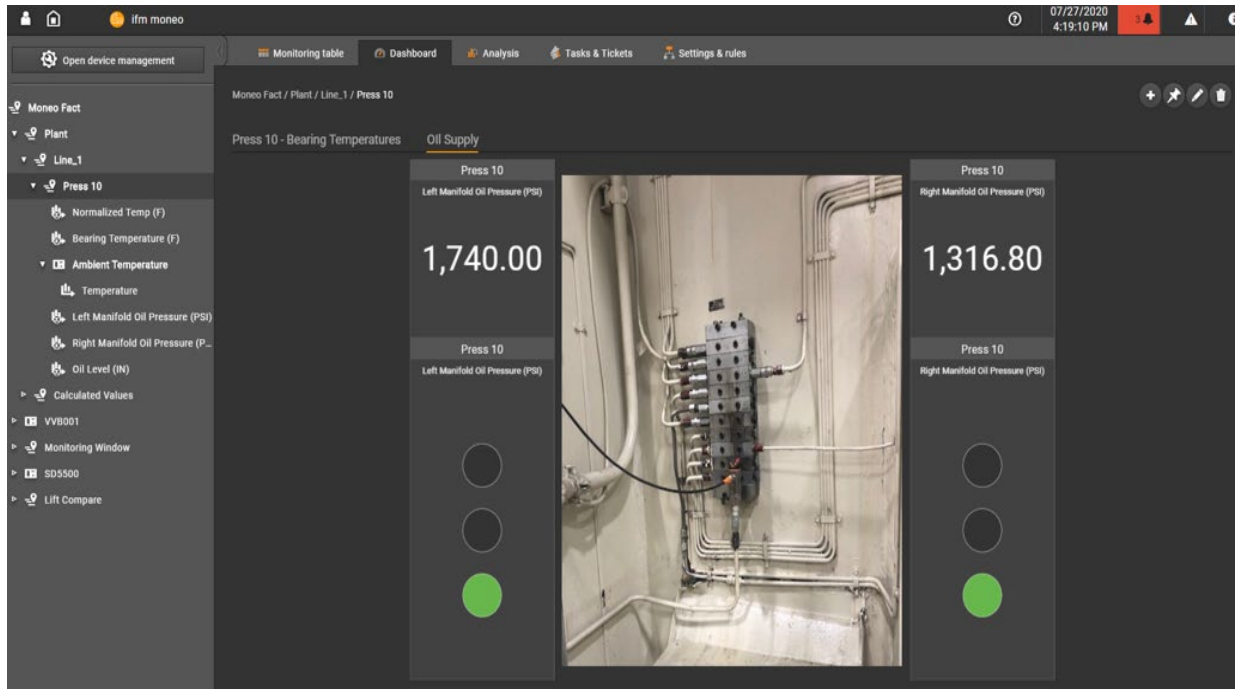 ifm moneo
07/27/2020
4:19:10 PM
3
Open device management
Monitoring table
Dashboard
Analysis
Tasks & Tickets
Settings & rules
Moneo Fact
Plant
Line_1
Press 10
Normalized Temp (F)
Bearing Temperature (F)
Ambient Temperature
Temperature
Left Manifold Oil Pressure (PSI)
Right Manifold Oil Pressure (P...
Oil Level (IN)
Calculated Values
VVB001
Monitoring Window
SD5500
Lift Compare
Moneo Fact / Plant / Line_1 / Press 10
Press 10 - Bearing Temperatures
OIl Supply
Press 10
Left Manifold Oil Pressure (PSI)
1,740.00
Press 10
Left Manifold Oil Pressure (PSI)
Press 10
Right Manifold Oil Pressure (PSI)
1,316.80
Press 10
Right Manifold Oil Pressure (PSI)